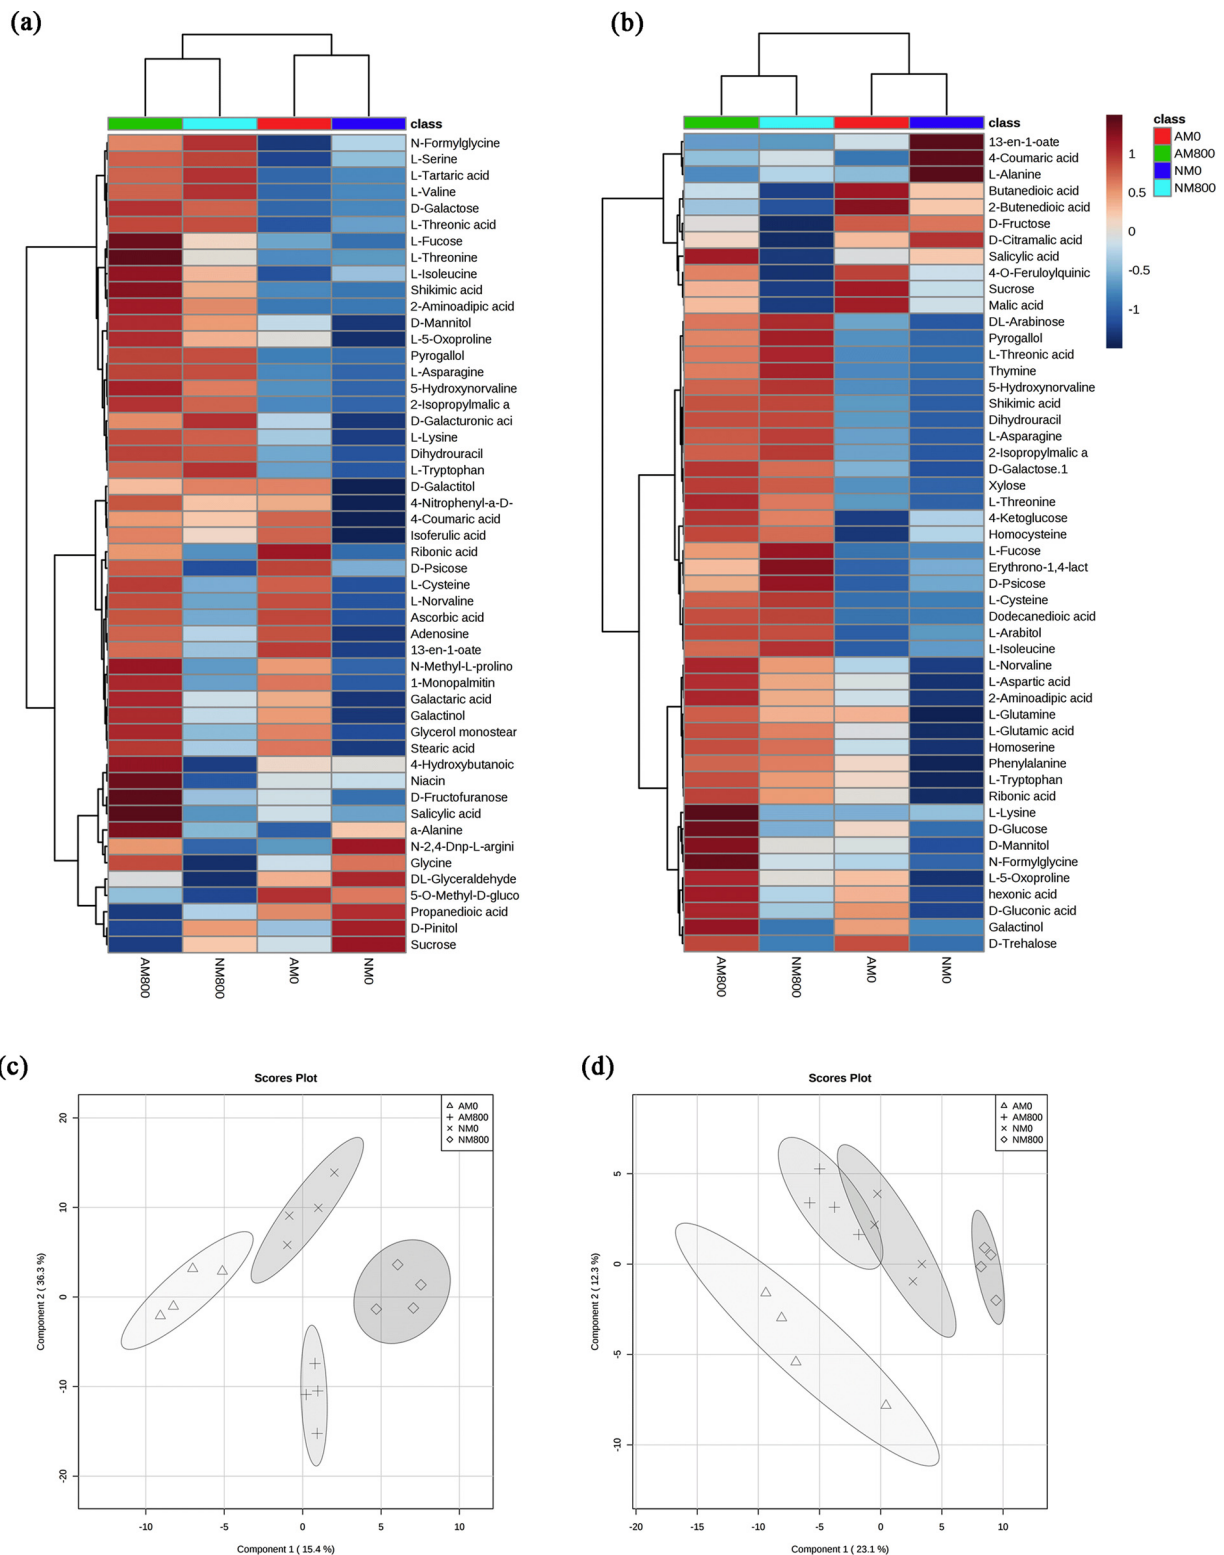 (a)
class
N-Formylglycine
L-Serine
L-Tartaric acid
L-Valine
D-Galactose
L-Threonic acid
L-Fucose
L-Threonine
L-Isoleucine
Shikimic acid
2-Aminoadipic acid
D-Mannitol
L-5-Oxoproline
Pyrogallol
L-Asparagine
5-Hydroxynorvaline
2-Isopropylmalic a
D-Galacturonic aci
L-Lysine
Dihydrouracil
L-Tryptophan
D-Galactitol
4-Nitrophenyl-a-D-
4-Coumaric acid
Isoferulic acid
Ribonic acid
D-Psicose
L-Cysteine
L-Norvaline
Ascorbic acid
Adenosine
13-en-1-oate
N-Methyl-L-prolino
1-Monopalmitin
Galactaric acid
Galactinol
Glycerol monostear
Stearic acid
4-Hydroxybutanoic
Niacin
D-Fructofuranose
Salicylic acid
a-Alanine
N-2,4-Dnp-L-argini
Glycine
DL-Glyceraldehyde
5-O-Methyl-D-gluco
Propanedioic acid
D-Pinitol
Sucrose
AM800
NM800
AM0
NM0
(b)
class
13-en-1-oate
4-Coumaric acid
L-Alanine
Butanedioic acid
2-Butenedioic acid
D-Fructose
D-Citramalic acid
Salicylic acid
4-O-Feruloylquinic
Sucrose
Malic acid
DL-Arabinose
Pyrogallol
L-Threonic acid
Thymine
5-Hydroxynorvaline
Shikimic acid
Dihydrouracil
L-Asparagine
2-Isopropylmalic a
D-Galactose.1
Xylose
L-Threonine
4-Ketoglucose
Homocysteine
L-Fucose
Erythrono-1,4-lact
D-Psicose
L-Cysteine
Dodecanedioic acid
L-Arabitol
L-Isoleucine
L-Norvaline
L-Aspartic acid
2-Aminoadipic acid
L-Glutamine
L-Glutamic acid
Homoserine
Phenylalanine
L-Tryptophan
Ribonic acid
L-Lysine
D-Glucose
D-Mannitol
N-Formylglycine
L-5-Oxoproline
hexonic acid
D-Gluconic acid
Galactinol
D-Trehalose
AM800
NM800
AM0
NM0
1
0.5
0
-0.5
-1
class
AM0
AM800
NM0
NM800
(c)
Scores Plot
AM0
AM800
NM0
NM800
20
10
0
-10
-20
Component 2 ( 36.3 %)
-10
-5
0
5
10
Component 1 ( 15.4 %)
(d)
Scores Plot
AM0
AM800
NM0
NM800
5
0
-5
-10
Component 2 ( 12.3 %)
-20
-15
-10
-5
0
5
10
Component 1 ( 23.1 %)